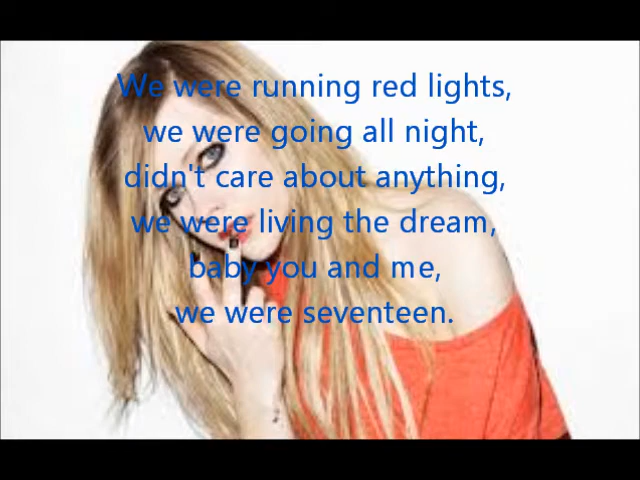 We were running red lights,
we were going all night,
didn't care about anything,
we were living the dream,
baby you and me,
we were seventeen.